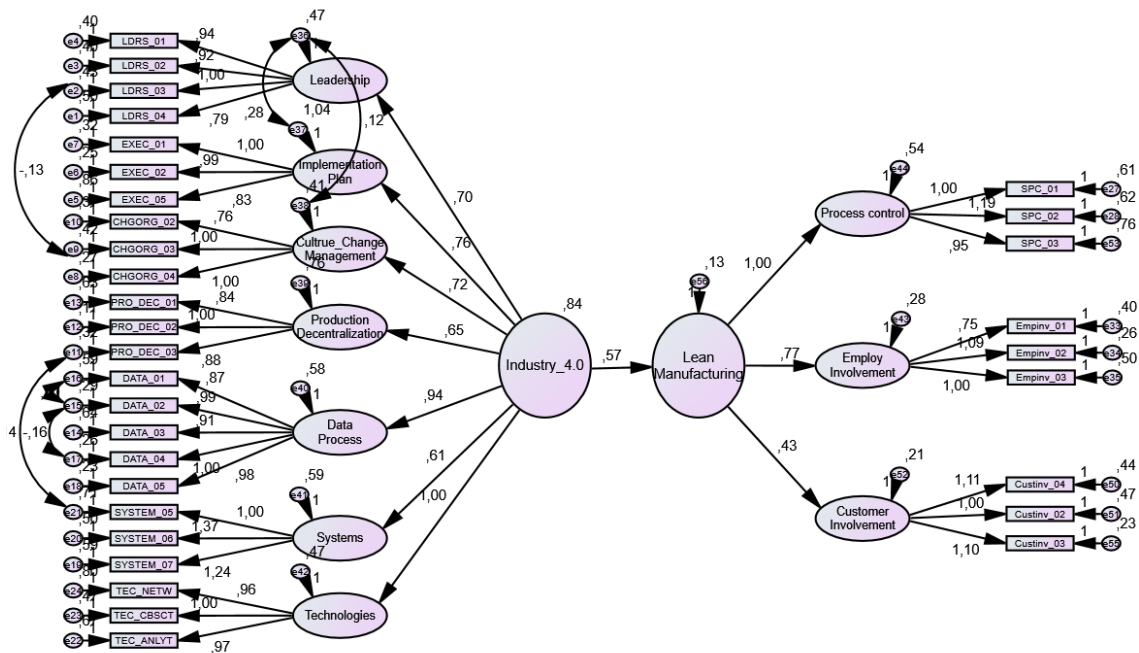 ,40
,47
e4
LDRS_01
,94
e36
e3
LDRS_02
,92
e2
LDRS_03
1,00
Leadership
e1
LDRS_04
,79
,28
1,04
,12
,32
e37
1
e7
EXEC_01
1,00
,54
e44
,61
-,13
,25
e6
EXEC_02
,99
Implementation
Plan
1
1,00
SPC_01
1
e27
,62
e5
EXEC_05
,83
,41
e38
,70
Process control
1,19
SPC_02
1
e28
,76
e10
CHGORG_02
,76
1
,95
SPC_03
1
e53
e9
CHGORG_03
1,00
Cultrue_Change
Management
,76
,27
e8
CHGORG_04
1,00
,76
,72
1,00
,13
e56
e13
PRO_DEC_01
,84
e39
1
,84
,28
,40
e12
PRO_DEC_02
1,00
Production
Decentralization
e43
1
,75
Empinv_01
1
e33
,26
e11
PRO_DEC_03
,88
,65
Industry_4.0
,57
Lean
Manufacturing
,77
Employ
Involvement
1,09
Empinv_02
1
e34
,50
e16
DATA_01
,87
,58
e40
1,00
Empinv_03
1
e35
,29
e15
DATA_02
,99
1
,94
4
-,16
e14
DATA_03
,91
Data
Process
,43
e17
DATA_04
,61
,21
,44
,23
e18
DATA_05
1,00
,98
,59
e41
1,00
e52
1
1,11
Custinv_04
1
e50
,47
e21
SYSTEM_05
1,00
1
Customer
Involvement
1,00
Custinv_02
1
e51
,23
e20
SYSTEM_06
1,37
Systems
1,10
Custinv_03
1
e55
,59
e19
SYSTEM_07
1,24
,47
,80
e42
e24
TEC_NETW
,96
1
e23
TEC_CBSCT
1,00
Technologies
e22
TEC_ANLYT
,97